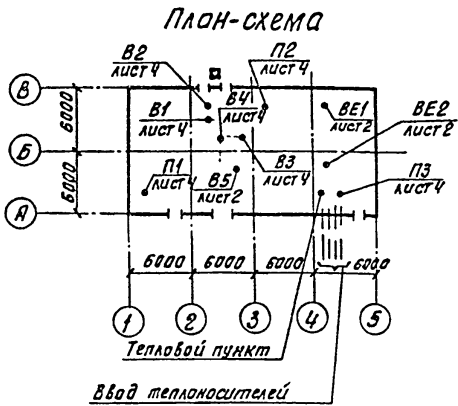 План-схема
В2
лист 4
В4
лист 4
П2
лист 4
В
В1
лист 4
ВЕ1
лист 2
ВЕ2
лист 2
6000
Б
В3
лист 4
6000
П1
лист 4
В5
лист 2
П3
лист 4
А
6000
6000
6000
6000
1
2
3
4
5
Тепловой пункт
Ввод теплоносителей